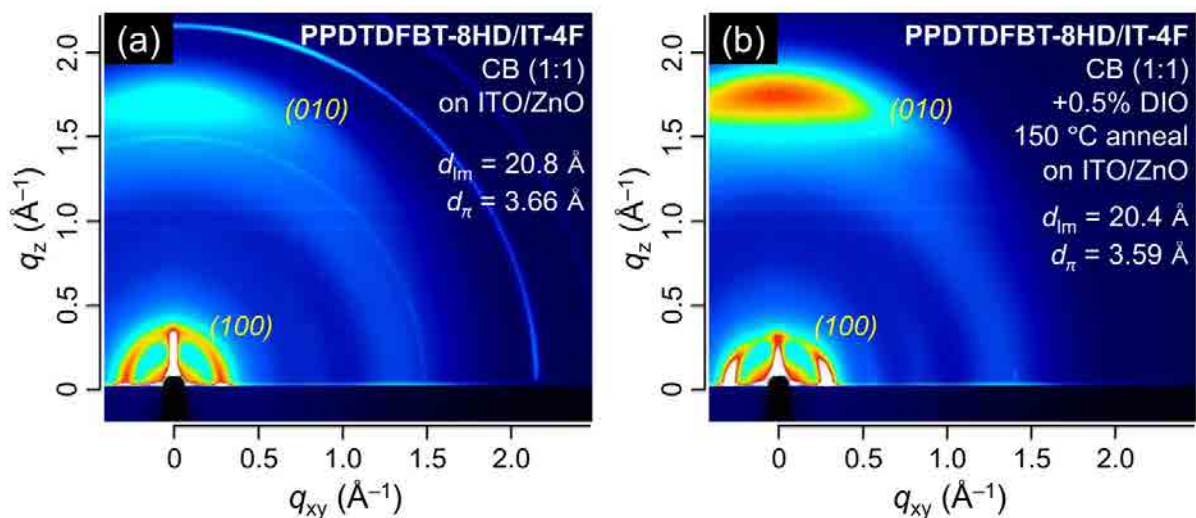 (a)
PPDTDFBT-8HD/IT-4F
CB (1:1)
on ITO/ZnO
(010)
d_lm = 20.8 Å
d_π = 3.66 Å
(100)
q_z (Å⁻¹)
2.0
1.5
1.0
0.5
0
0 0.5 1.0 1.5 2.0
q_xy (Å⁻¹)
(b)
PPDTDFBT-8HD/IT-4F
CB (1:1)
+0.5% DIO
(010)
150 °C anneal
on ITO/ZnO
d_lm = 20.4 Å
d_π = 3.59 Å
(100)
q_z (Å⁻¹)
2.0
1.5
1.0
0.5
0
0 0.5 1.0 1.5 2.0
q_xy (Å⁻¹)